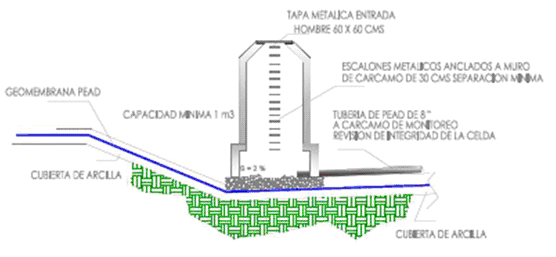 TAPA METALICA ENTRADA
HOMBRE 60 X 60 CMS
ESCALONES METALICOS ANCLADOS A MURO
DE CARCAMO DE 30 CMS SEPARACION MINIMA
GEOMEMBRANA PEAD
CAPACIDAD MINIMA 1 m3
TUBERIA DE PEAD DE 8"
A CARCAMO DE MONITOREO
REVISION DE INTEGRIDAD DE LA CELDA
CUBIERTA DE ARCILLA
CUBIERTA DE ARCILLA